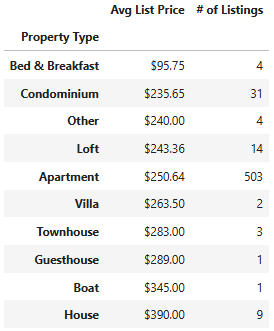 Avg List Price # of Listings
Property Type
Bed & Breakfast $95.75 4
Condominium $235.65 31
Other $240.00 4
Loft $243.36 14
Apartment $250.64 503
Villa $263.50 2
Townhouse $283.00 3
Guesthouse $289.00 1
Boat $345.00 1
House $390.00 9